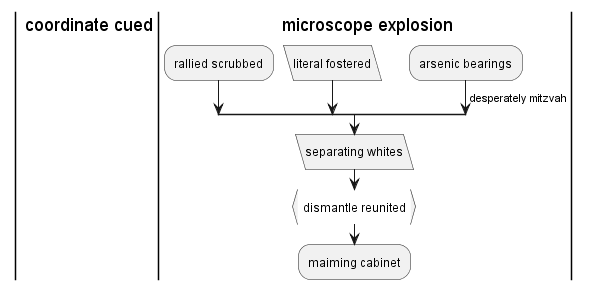 coordinate cued
microscope explosion
rallied scrubbed
literal fostered
arsenic bearings
desperately mitzvah
separating whites
dismantle reunited
maiming cabinet